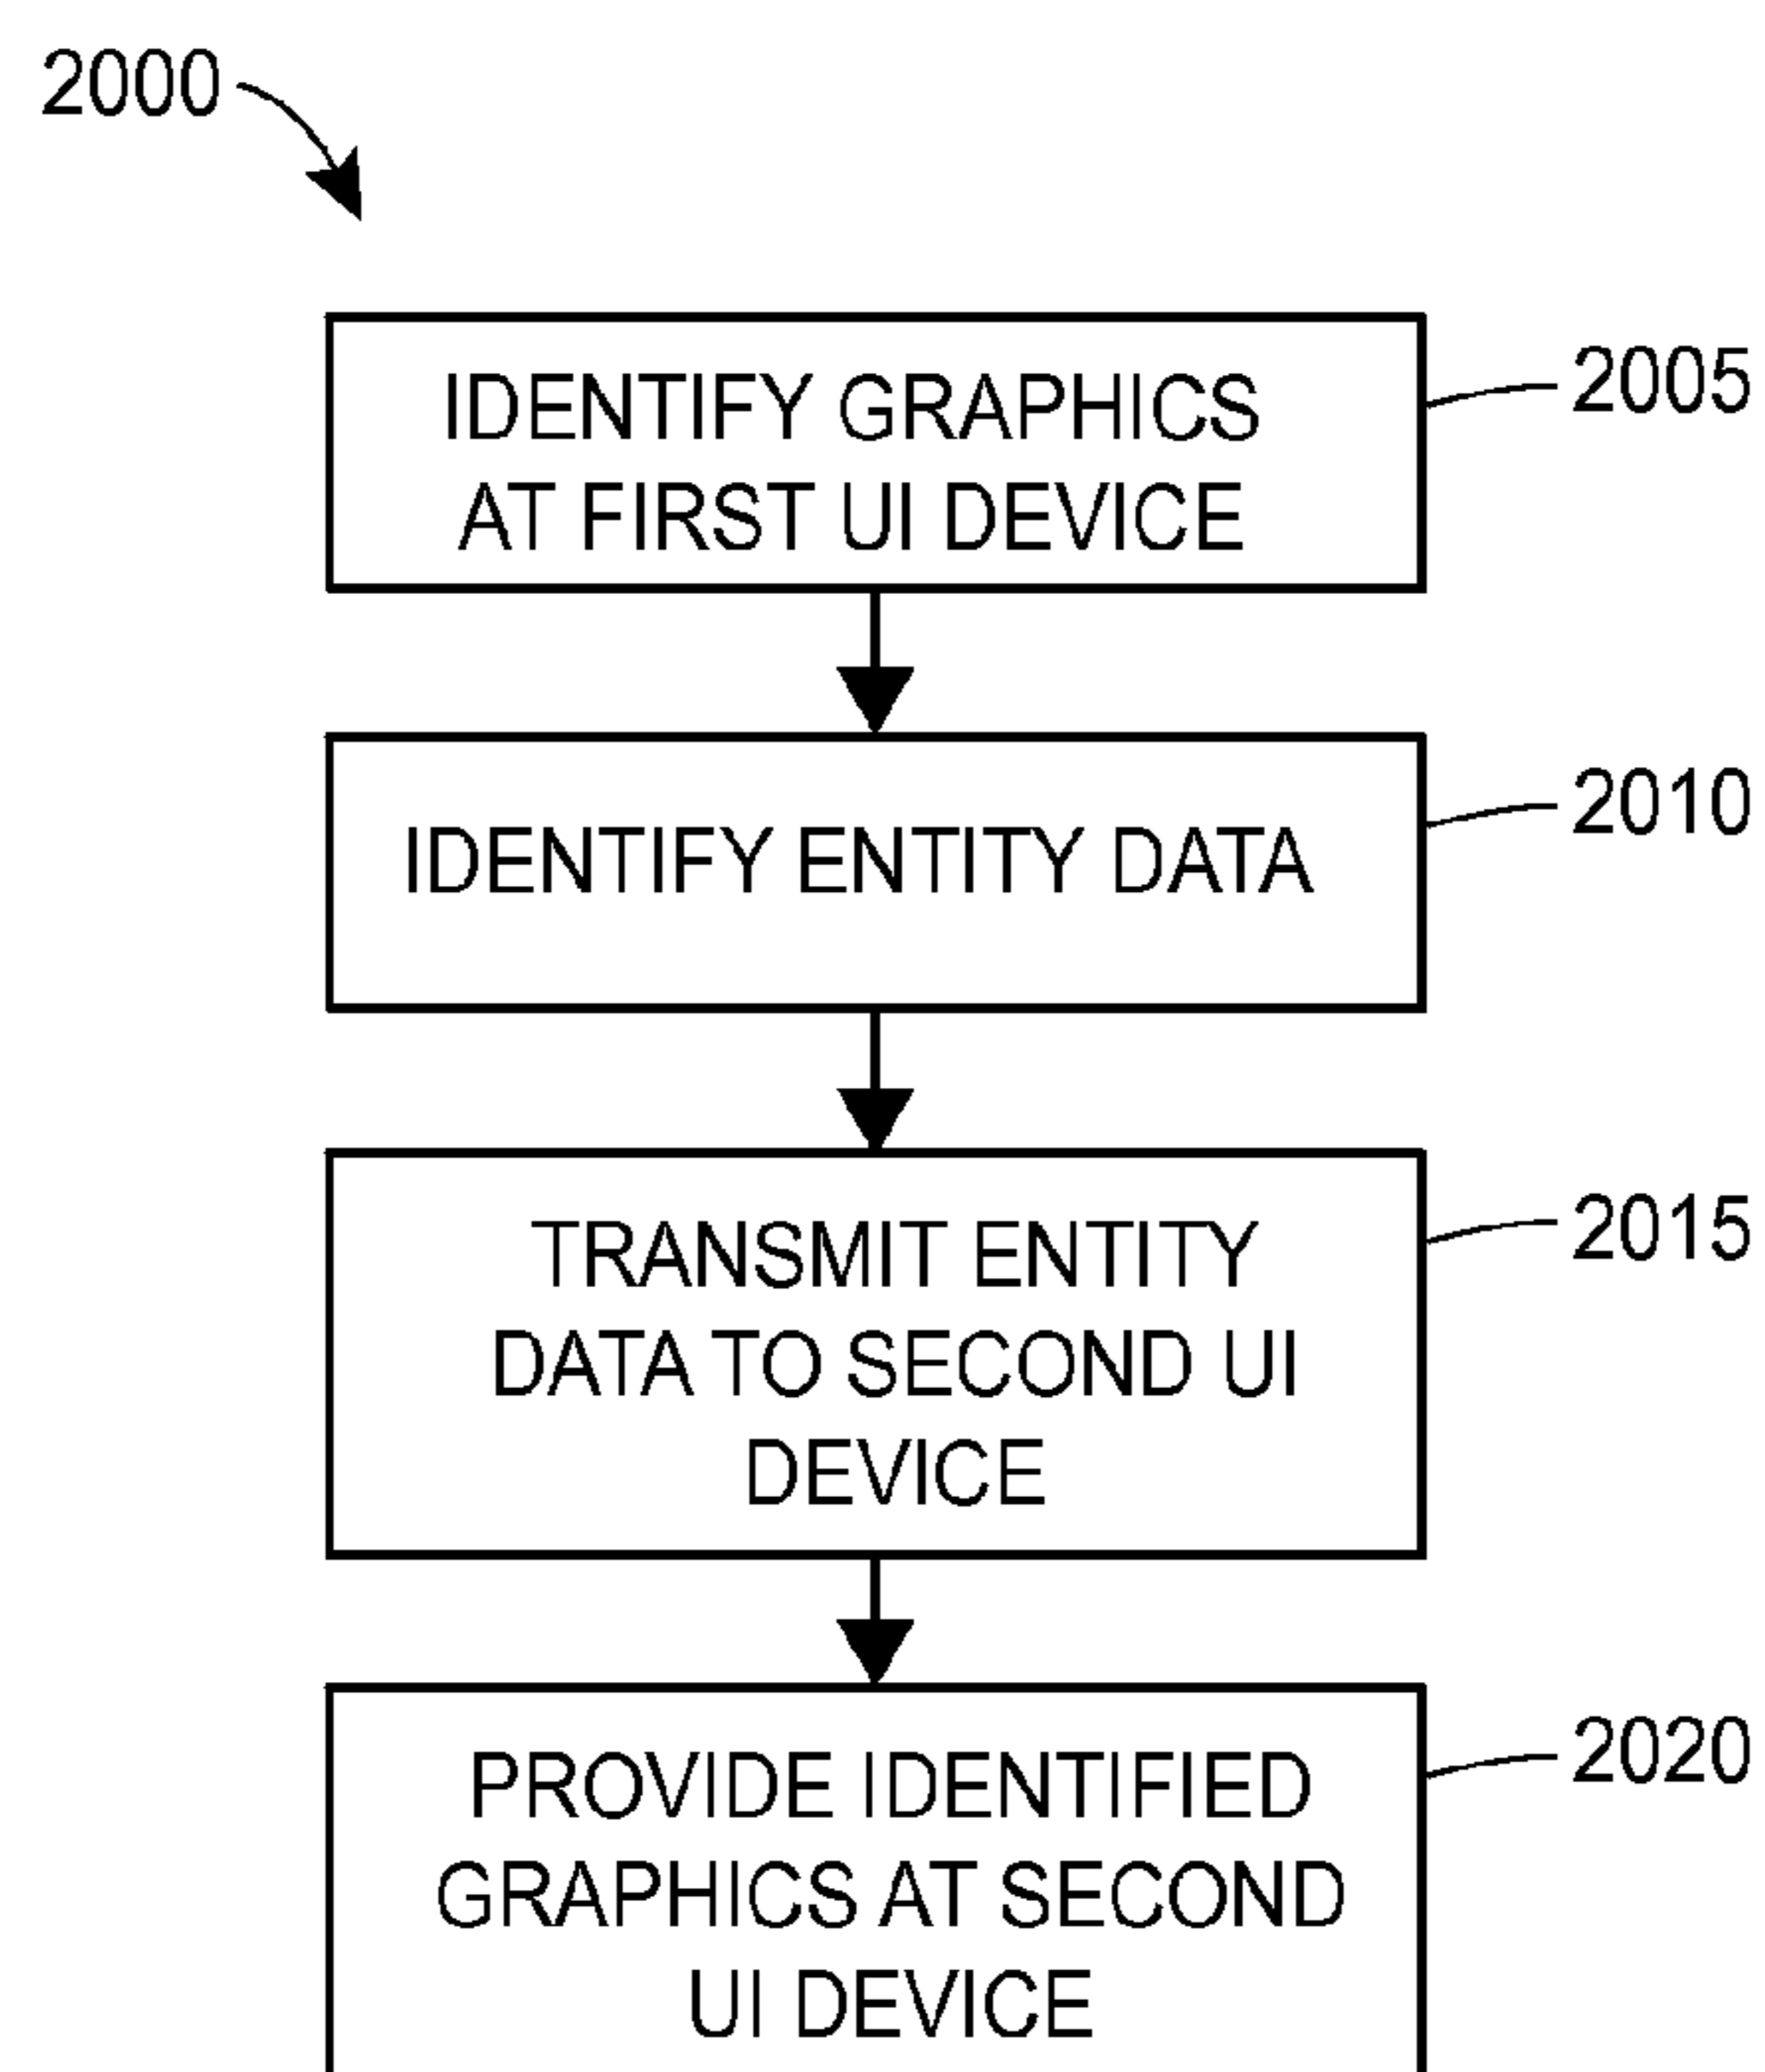 2000
IDENTIFY GRAPHICS
AT FIRST UI DEVICE
2005
IDENTIFY ENTITY DATA
2010
TRANSMIT ENTITY
DATA TO SECOND UI
DEVICE
2015
PROVIDE IDENTIFIED
GRAPHICS AT SECOND
UI DEVICE
2020